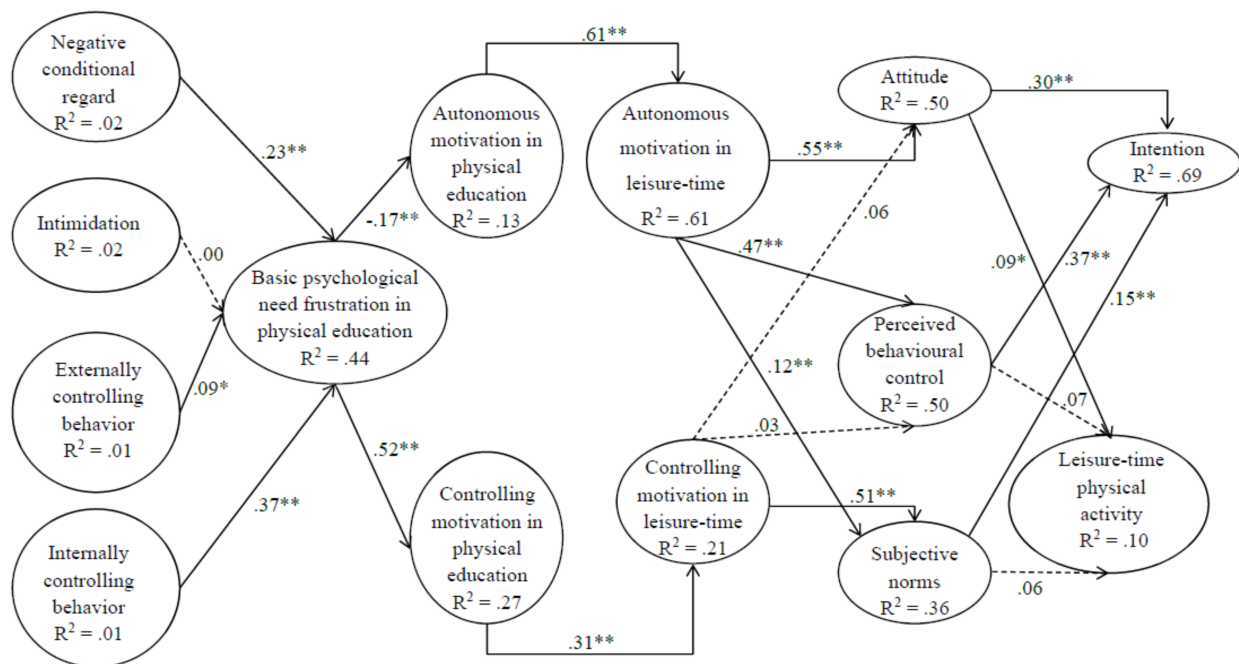 Negative
conditional
regard
R² = .02
Intimidation
R² = .02
Externally
controlling
behavior
R² = .01
Internally
controlling
behavior
R² = .01
.23**
.00
.09*
.37**
Basic psychological
need frustration in
physical education
R² = .44
-.17**
.52**
Autonomous
motivation in
physical
education
R² = .13
Controlling
motivation in
physical
education
R² = .27
.61**
.31**
Autonomous
motivation in
leisure-time
R² = .61
Controlling
motivation in
leisure-time
R² = .21
.55**
.06
.47**
.12**
.03
.51**
Attitude
R² = .50
Perceived
behavioural
control
R² = .50
Subjective
norms
R² = .36
.30**
.09*
.37**
.15**
.07
.06
Intention
R² = .69
Leisure-time
physical
activity
R² = .10